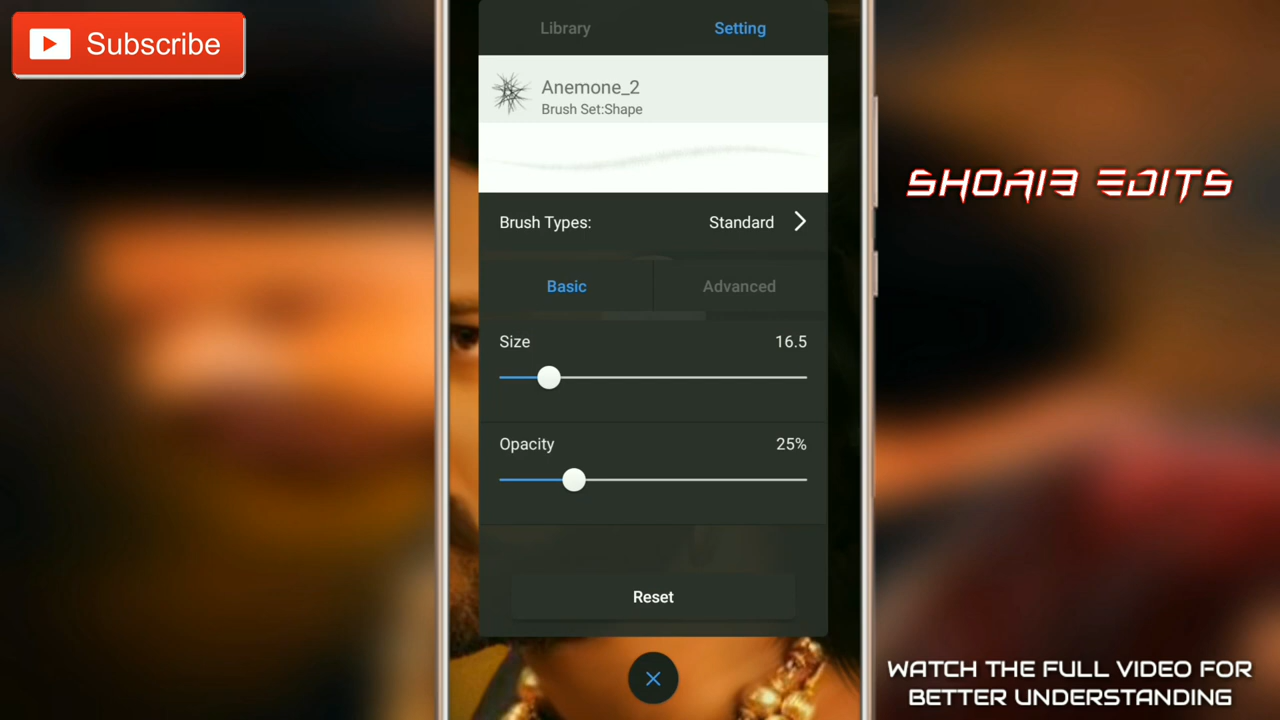 Subscribe
Library
Setting
Anemone_2
Brush Set:Shape
Brush Types:
Standard
Basic
Advanced
Size
16.5
Opacity
25%
Reset
SHOAIB EDITS
WATCH THE FULL VIDEO FOR
BETTER UNDERSTANDING